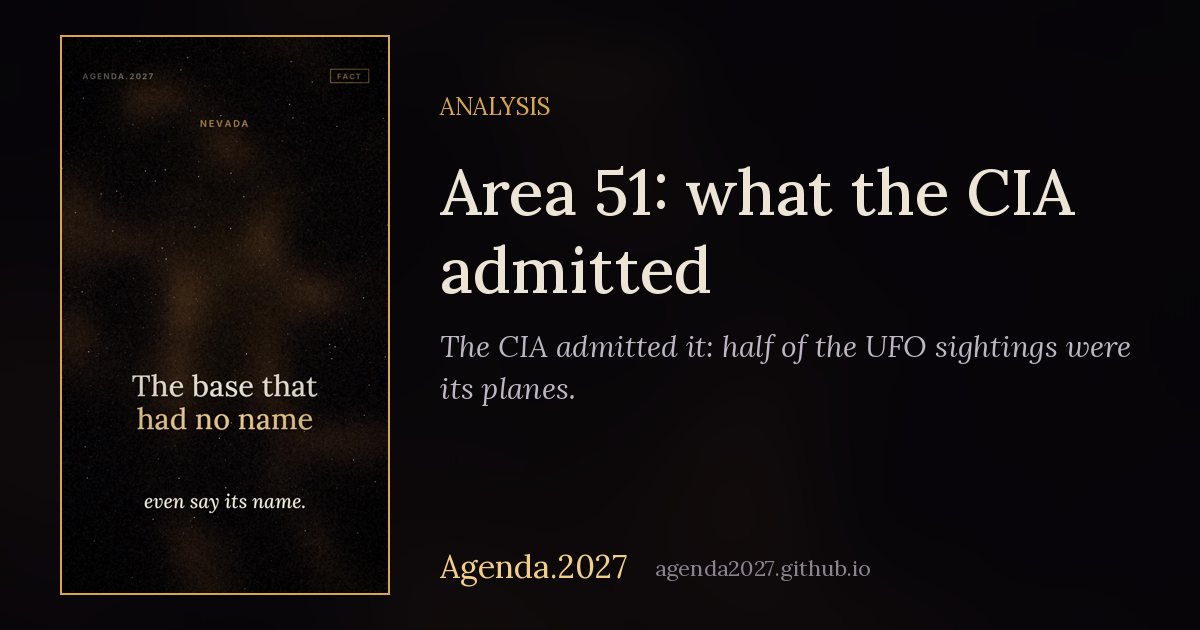 AGENDA.2027
FACT
NEVADA
The base that
had no name
even say its name.
ANALYSIS
Area 51: what the CIA
admitted
The CIA admitted it: half of the UFO sightings were
its planes.
Agenda.2027
agenda2027.github.io